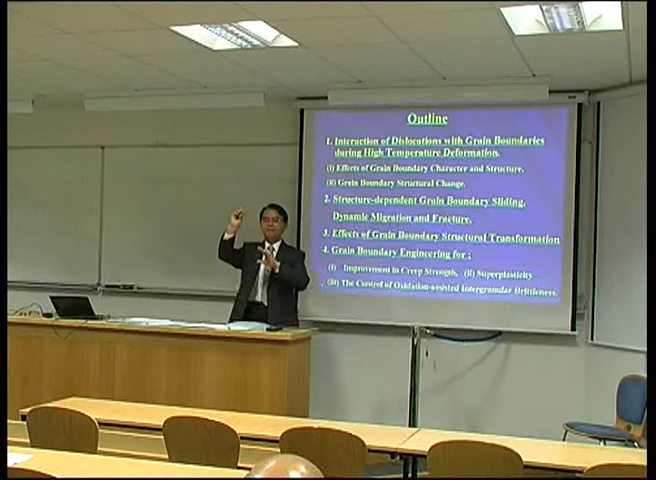 Outline
1. Interaction of Dislocations with Grain Boundaries
during High Temperature Deformation.
(i) Effects of Grain Boundary Character and Structure.
(ii) Grain Boundary Structural Change.
2. Structure-dependent Grain Boundary Sliding,
Dynamic Migration and Fracture.
3. Effects of Grain Boundary Structural Transformation
4. Grain Boundary Engineering for ;
(i) Improvement in Creep Strength, (ii) Superplasticity
(iii) The Control of Oxidation-assisted Intergranular Brittleness.